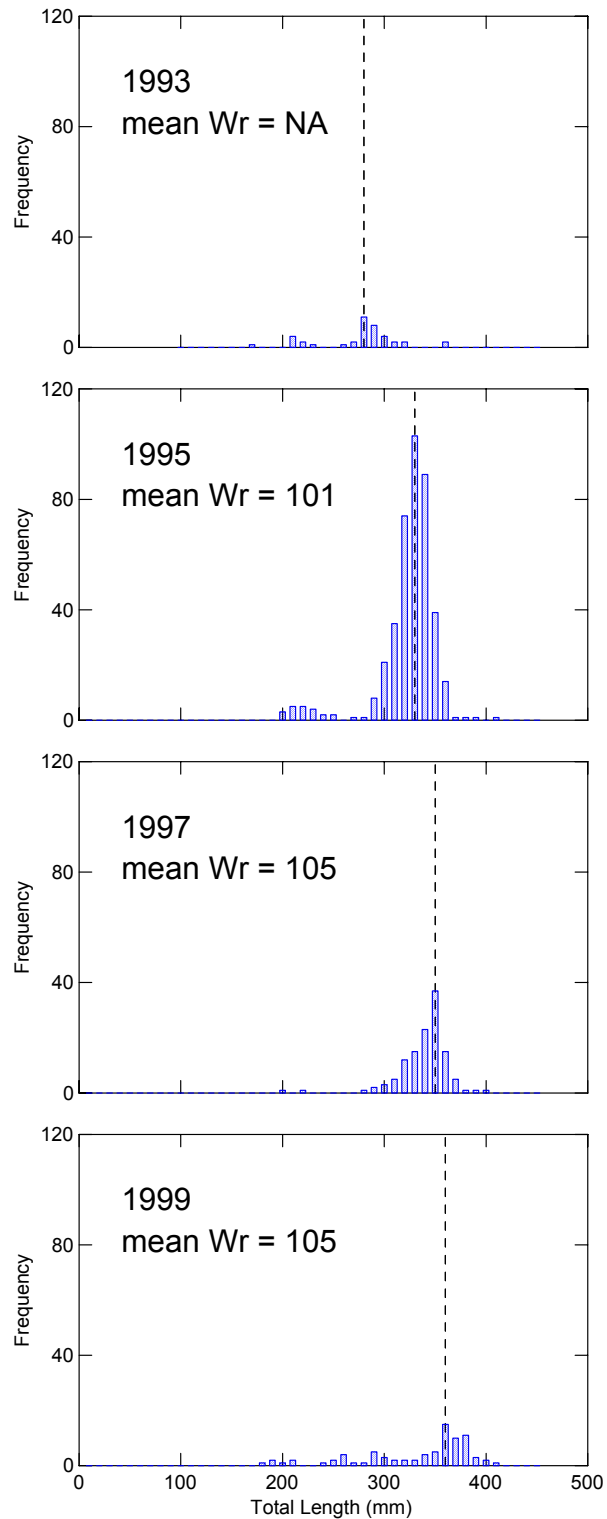 120
1993
mean Wr = NA
80
Frequency
40
0
120
1995
mean Wr = 101
80
Frequency
40
0
120
1997
mean Wr = 105
80
Frequency
40
0
120
1999
mean Wr = 105
80
Frequency
40
0
0 100 200 300 400 500
Total Length (mm)